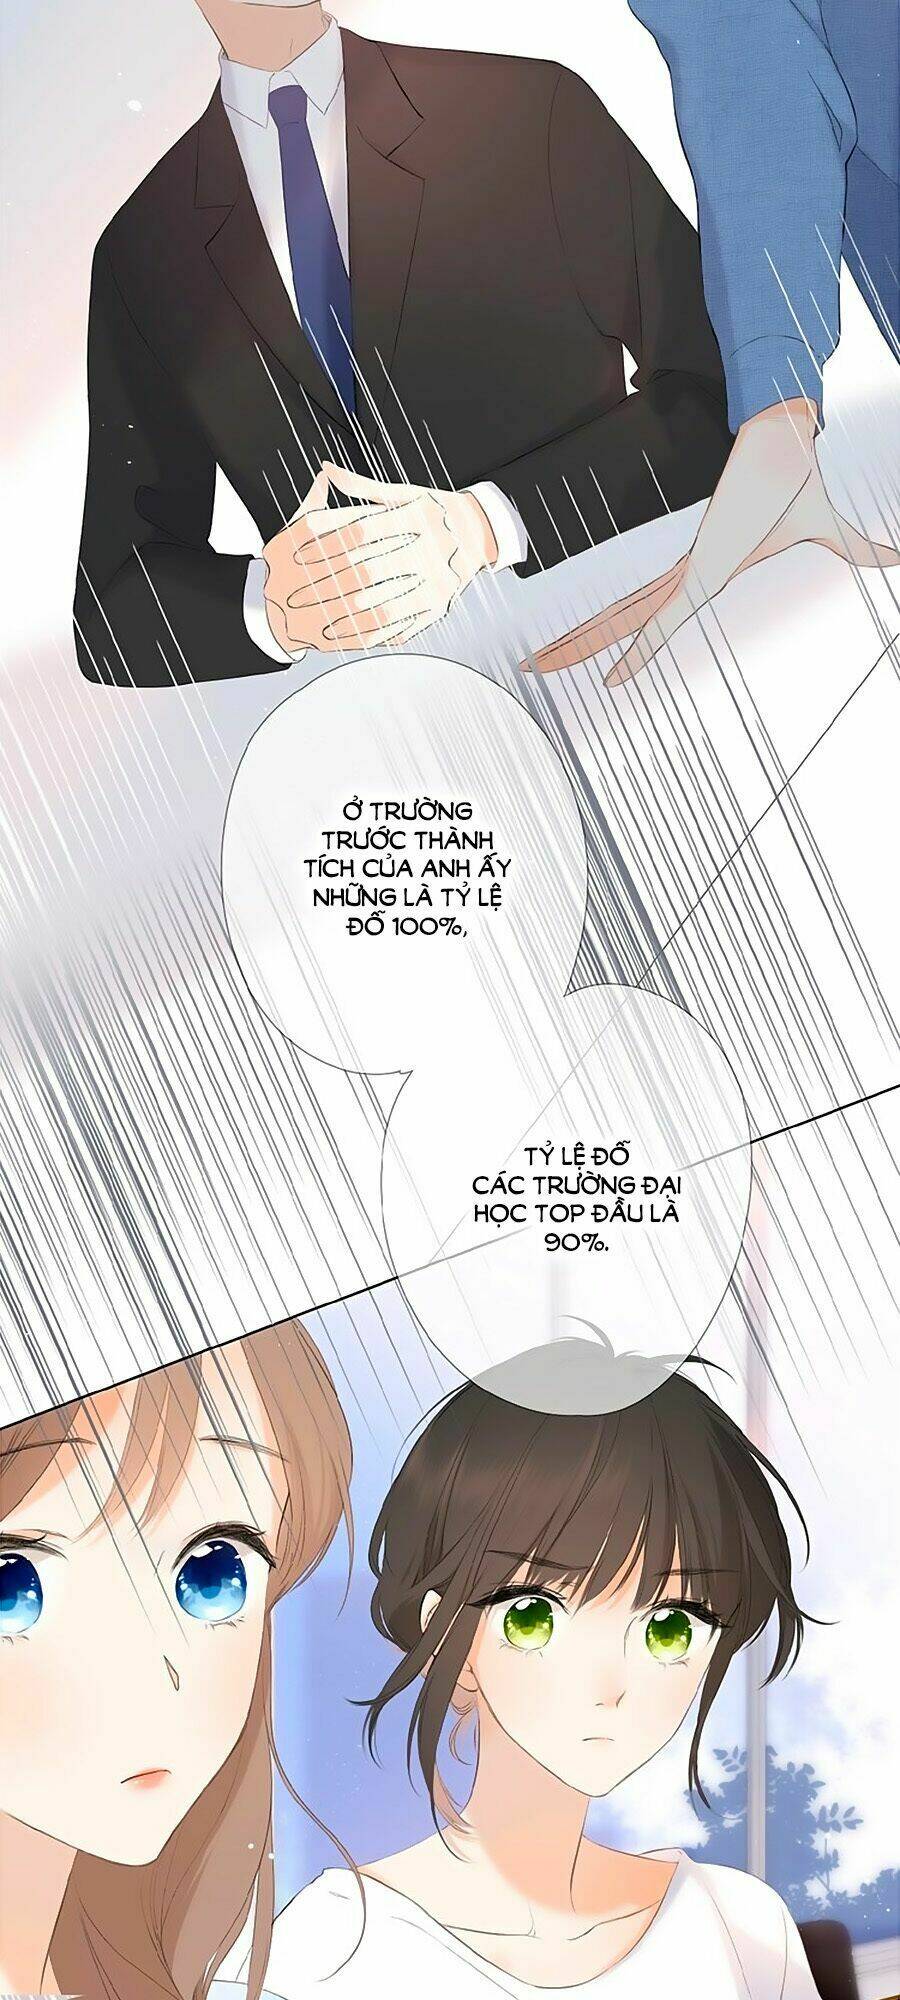 Ở TRƯỜNG
TRƯỚC THÀNH
TÍCH CỦA ANH ẤY
NHỮNG LÀ TỶ LỆ
ĐỖ 100%,
TỶ LỆ ĐỖ
CÁC TRƯỜNG ĐẠI
HỌC TOP ĐẦU LÀ
90%.